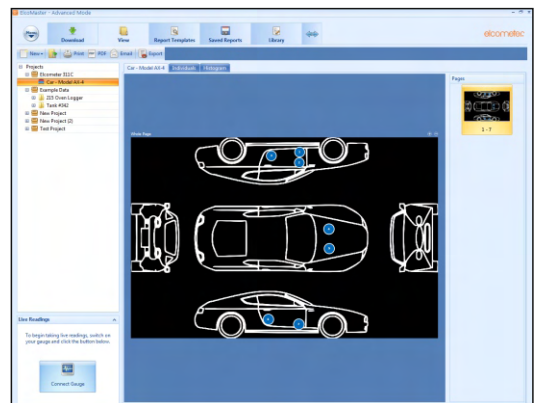 ElcoMaster - Advanced Mode
Download
View
Report Templates
Saved Reports
Library
elcometer
New
Print
PDF
Email
Export
Projects
Elcometer 311C
Car - Model AX-4
Example Data
215 Oven Logger
Tank #342
New Project
New Project (2)
Test Project
Car - Model AX-4
Individuals
Histogram
Pages
1 - 7
Live Readings
To begin taking live readings, switch on
your gauge and click the button below.
Connect Gauge